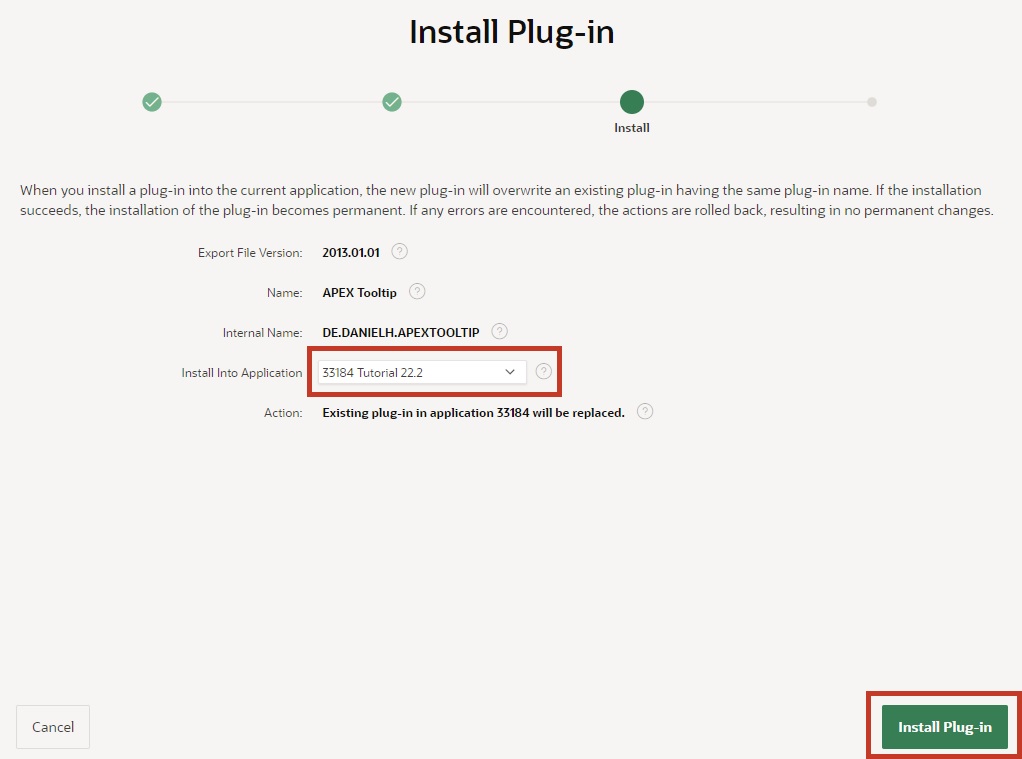 Install Plug-in
Install
When you install a plug-in into the current application, the new plug-in will overwrite an existing plug-in having the same plug-in name. If the installation
succeeds, the installation of the plug-in becomes permanent. If any errors are encountered, the actions are rolled back, resulting in no permanent changes.
Export File Version: 2013.01.01 ?
Name: APEX Tooltip ?
Internal Name: DE.DANIELH.APEXTOOLTIP ?
Install Into Application 33184 Tutorial 22.2 ?
Action: Existing plug-in in application 33184 will be replaced. ?
Cancel Install Plug-in